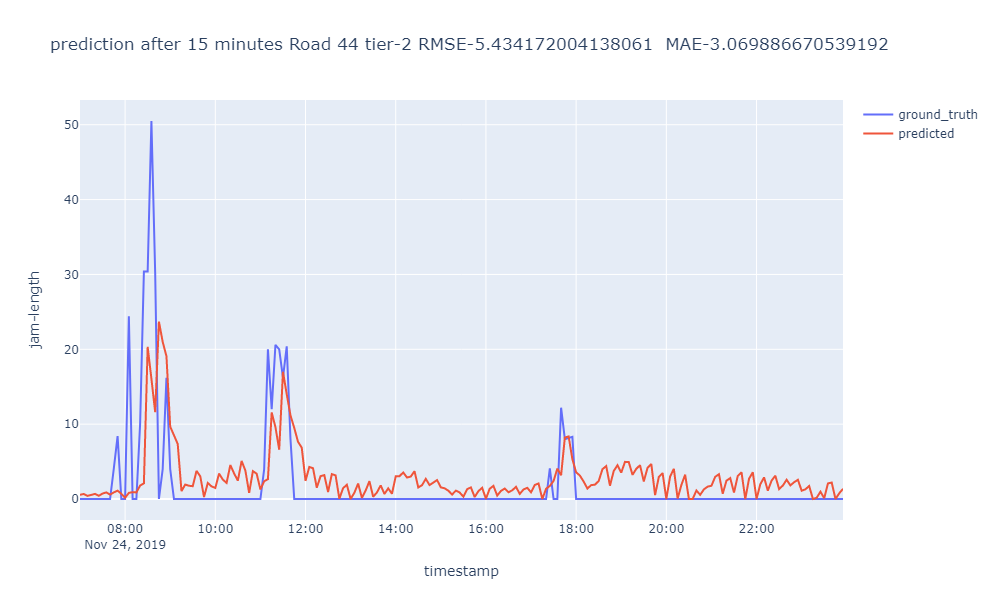 prediction after 15 minutes Road 44 tier-2 RMSE-5.434172004138061  MAE-3.069886670539192
ground_truth
predicted
50
40
30
20
10
0
jam-length
08:00 10:00 12:00 14:00 16:00 18:00 20:00 22:00
Nov 24, 2019
timestamp